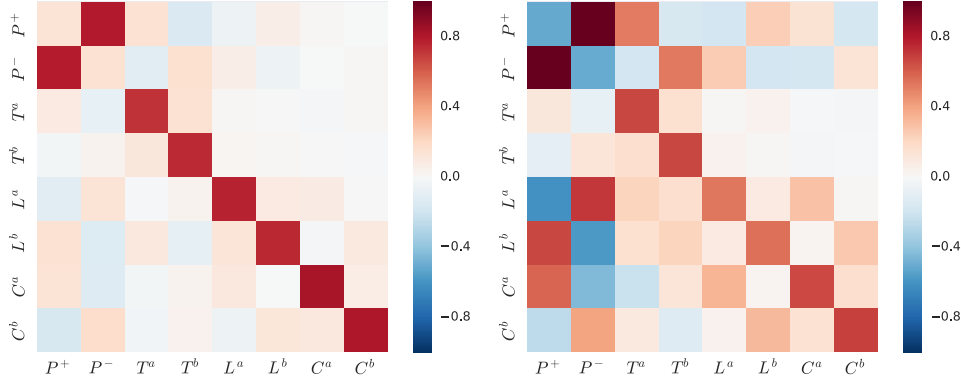 P⁺
P⁻
Tᵃ
Tᵇ
Lᵃ
Lᵇ
Cᵃ
Cᵇ
P⁺ P⁻ Tᵃ Tᵇ Lᵃ Lᵇ Cᵃ Cᵇ
0.8
0.4
0.0
−0.4
−0.8
P⁺
P⁻
Tᵃ
Tᵇ
Lᵃ
Lᵇ
Cᵃ
Cᵇ
P⁺ P⁻ Tᵃ Tᵇ Lᵃ Lᵇ Cᵃ Cᵇ
0.8
0.4
0.0
−0.4
−0.8